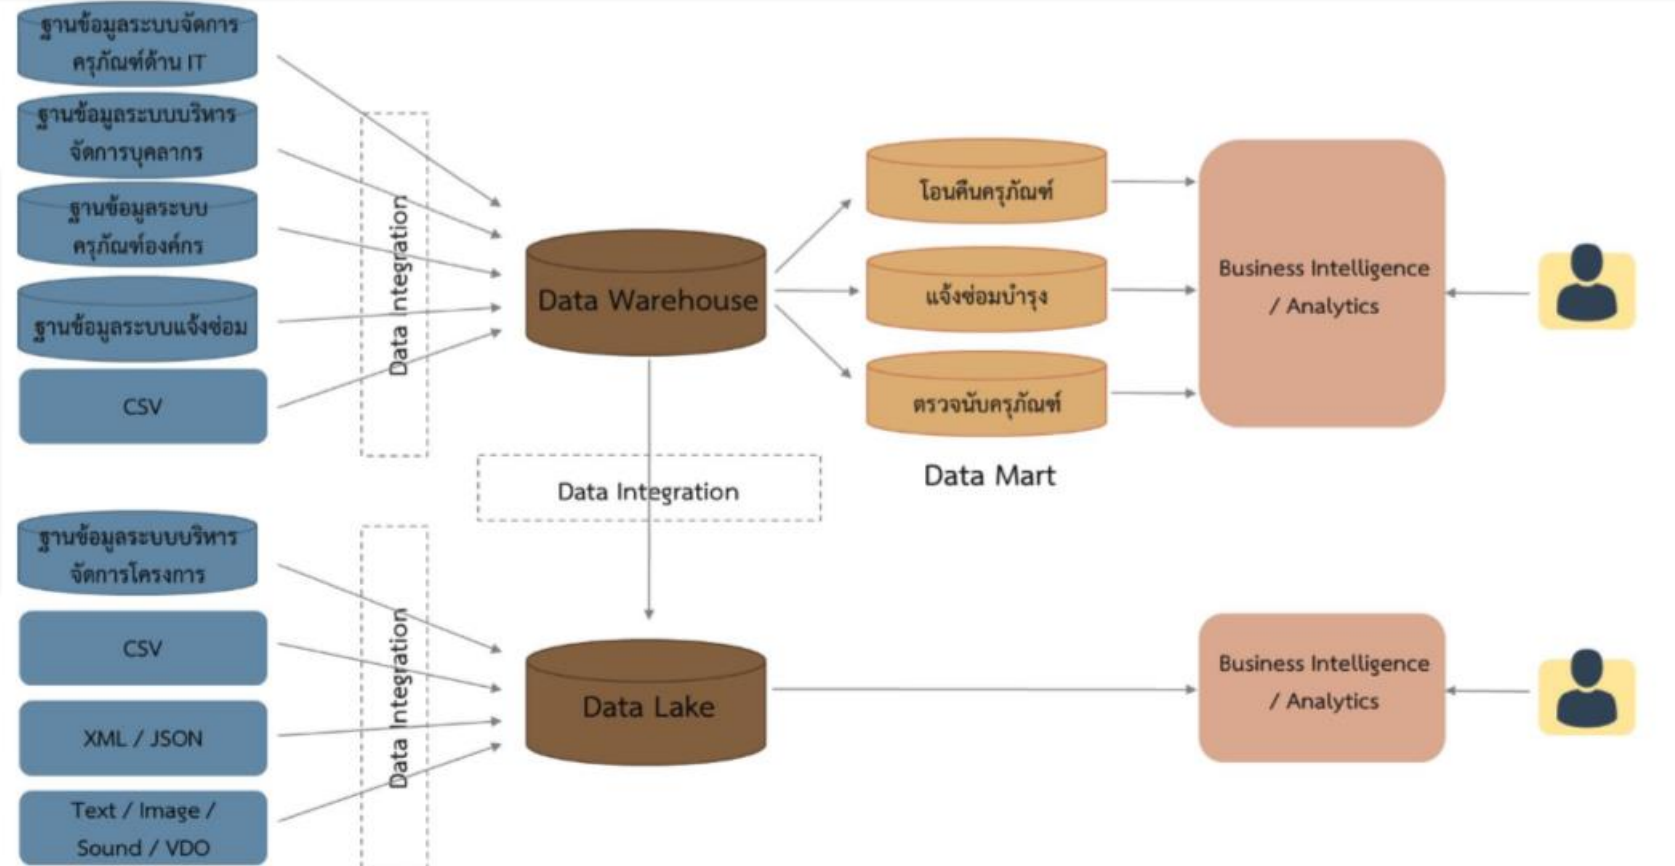 ฐานข้อมูลระบบจัดการ
ครุภัณฑ์ด้าน IT
ฐานข้อมูลระบบบริหาร
จัดการบุคลากร
ฐานข้อมูลระบบ
ครุภัณฑ์องค์กร
ฐานข้อมูลระบบแจ้งซ่อม
CSV
Data Integration
Data Warehouse
โอนคืนครุภัณฑ์
แจ้งซ่อมบำรุง
ตรวจนับครุภัณฑ์
Data Mart
Business Intelligence
/ Analytics
Data Integration
ฐานข้อมูลระบบบริหาร
จัดการโครงการ
CSV
XML / JSON
Text / Image /
Sound / VDO
Data Integration
Data Lake
Business Intelligence
/ Analytics